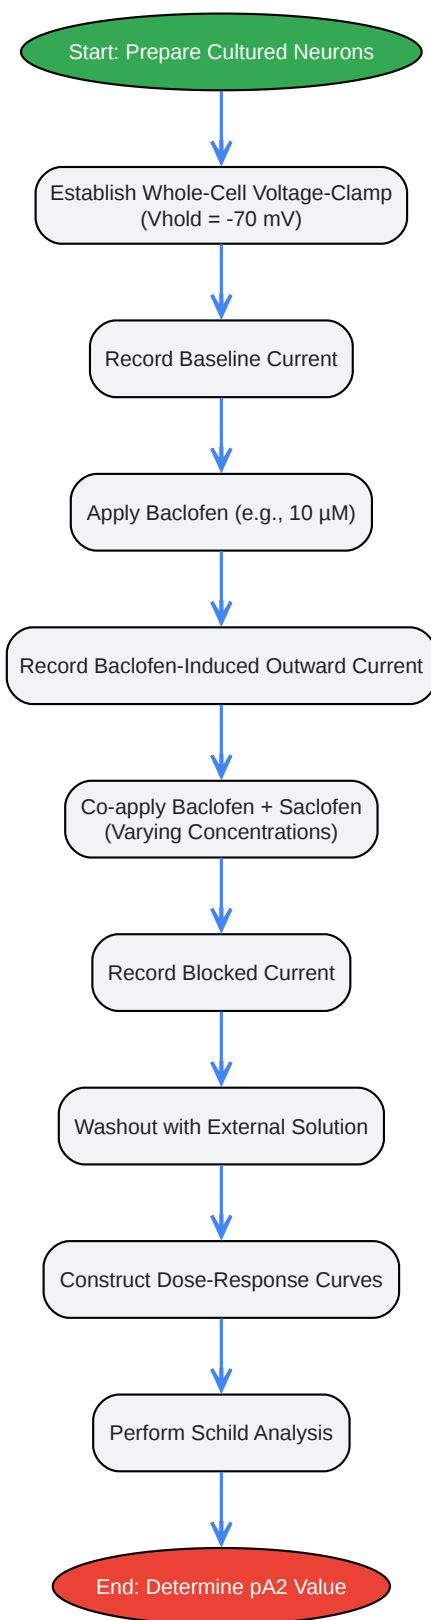 Start: Prepare Cultured Neurons
Establish Whole-Cell Voltage-Clamp
(Vhold = -70 mV)
Record Baseline Current
Apply Baclofen (e.g., 10 µM)
Record Baclofen-Induced Outward Current
Co-apply Baclofen + Saclofen
(Varying Concentrations)
Record Blocked Current
Washout with External Solution
Construct Dose-Response Curves
Perform Schild Analysis
End: Determine pA2 Value